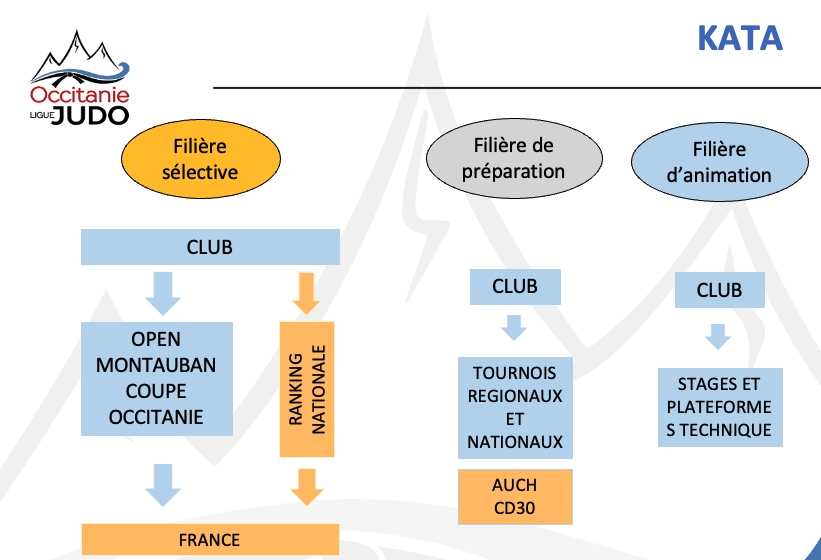 KATA
Occitanie
LIGUE JUDO
Filière
sélective
Filière de
préparation
Filière
d’animation
CLUB
OPEN
MONTAUBAN
COUPE
OCCITANIE
RANKING
NATIONALE
FRANCE
CLUB
TOURNOIS
REGIONAUX
ET
NATIONAUX
AUCH
CD30
CLUB
STAGES ET
PLATEFORME
S TECHNIQUE